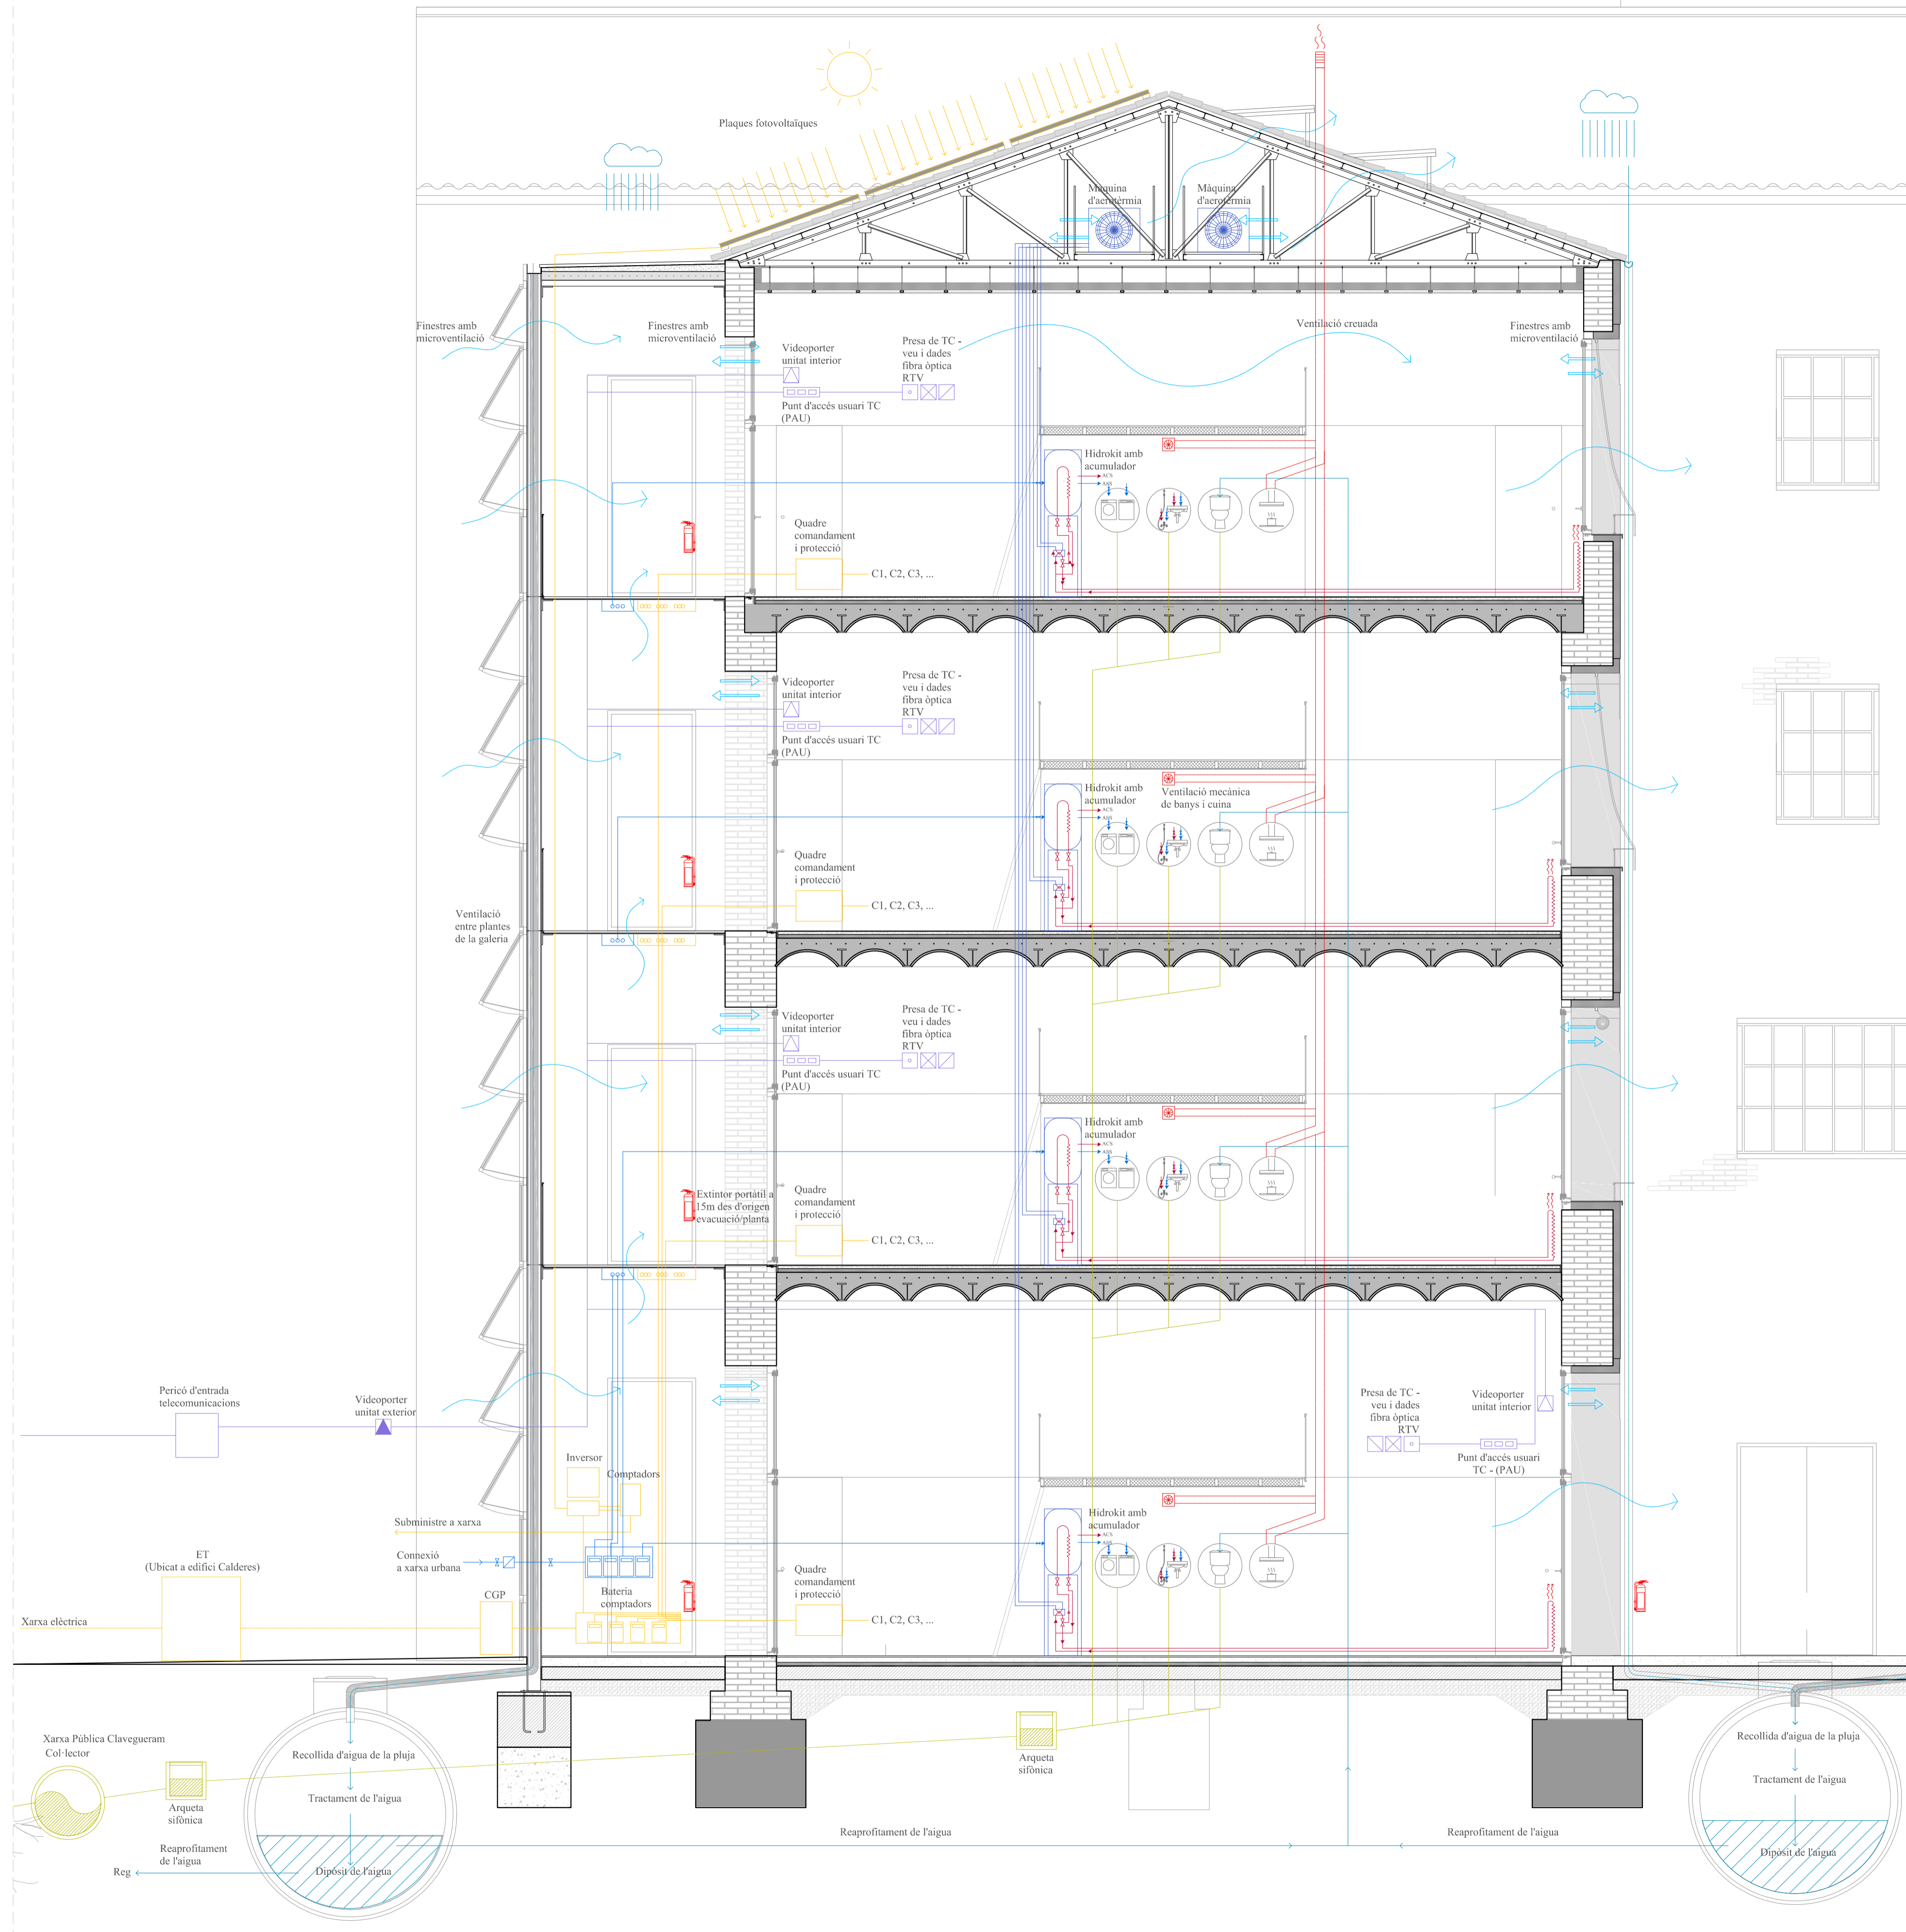 Plaques fotovoltaïques
Màquina
d'aerotèrmia
Màquina
d'aerotèrmia
Finestres amb
microventilació
Finestres amb
microventilació
Ventilació creuada
Finestres amb
microventilació
Videoporter
unitat interior
Presa de TC -
veu i dades
fibra òptica
RTV
Punt d'accés usuari TC
(PAU)
Hidrokit amb
acumulador
ACS
AHS
Quadre
comandament
i protecció
C1, C2, C3, ...
Videoporter
unitat interior
Presa de TC -
veu i dades
fibra òptica
RTV
Punt d'accés usuari TC
(PAU)
Hidrokit amb
acumulador
ACS
AHS
Ventilació mecànica
de banys i cuina
Quadre
comandament
i protecció
C1, C2, C3, ...
Ventilació
entre plantes
de la galeria
Videoporter
unitat interior
Presa de TC -
veu i dades
fibra òptica
RTV
Punt d'accés usuari TC
(PAU)
Hidrokit amb
acumulador
ACS
AHS
Extintor portàtil a
15m des d'origen
evacuació/planta
Quadre
comandament
i protecció
C1, C2, C3, ...
Pericó d'entrada
telecomunicacions
Videoporter
unitat exterior
Presa de TC -
veu i dades
fibra òptica
RTV
Videoporter
unitat interior
Punt d'accés usuari
TC - (PAU)
Inversor
Comptadors
Subministre a xarxa
Hidrokit amb
acumulador
ACS
AHS
ET
(Ubicat a edifici Calderes)
Connexió
a xarxa urbana
CGP
Bateria
comptadors
Quadre
comandament
i protecció
C1, C2, C3, ...
Xarxa elèctrica
Xarxa Pública Clavegueram
Col·lector
Arqueta
sifònica
Recollida d'aigua de la pluja
Tractament de l'aigua
Dipòsit de l'aigua
Reaprofitament
de l'aigua
Reg
Arqueta
sifònica
Reaprofitament de l'aigua
Reaprofitament de l'aigua
Recollida d'aigua de la pluja
Tractament de l'aigua
Dipòsit de l'aigua